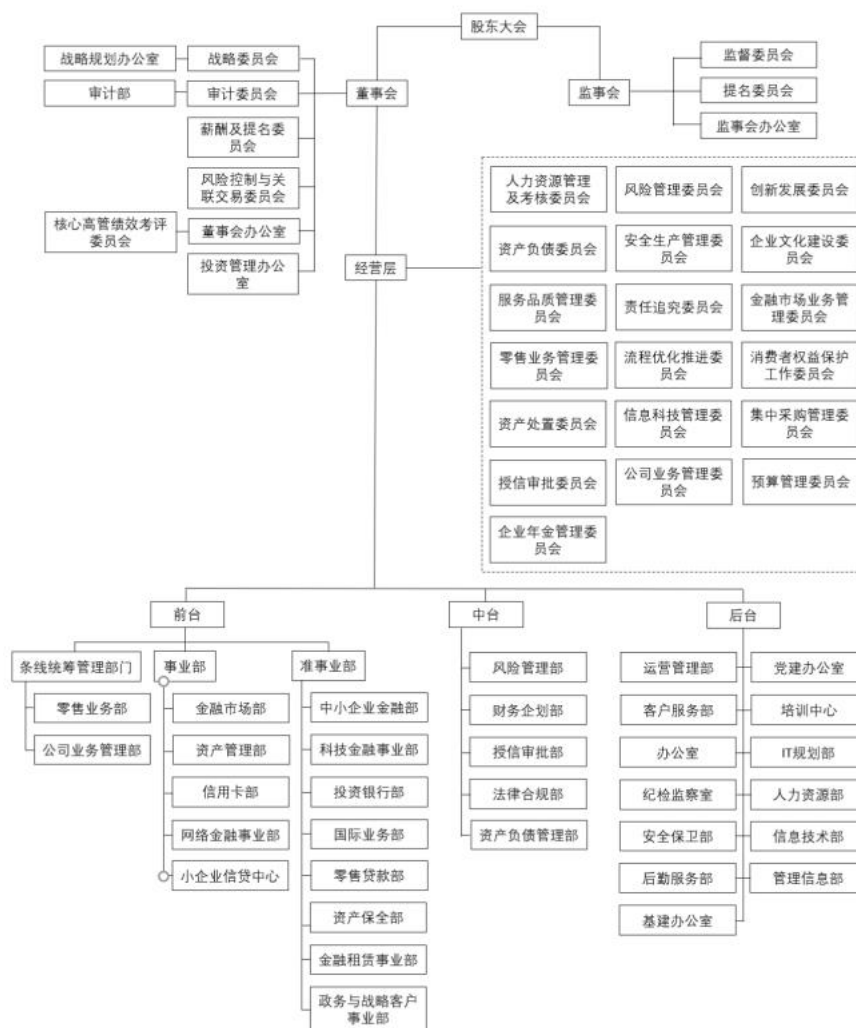 股东大会
战略规划办公室
战略委员会
审计部
审计委员会
董事会
监事会
监督委员会
提名委员会
监事会办公室
薪酬及提名委
员会
风险控制与关
联交易委员会
核心高管绩效考评
委员会
董事会办公室
投资管理办公
室
经营层
人力资源管理
及考核委员会
风险管理委员会
创新发展委员会
资产负债委员会
安全生产管理委
员会
企业文化建设委
员会
服务品质管理委
员会
责任追究委员会
金融市场业务管
理委员会
零售业务管理委
员会
流程优化推进委
员会
消费者权益保护
工作委员会
资产处置委员会
信息科技管理委
员会
集中采购管理委
员会
授信审批委员会
公司业务管理委
员会
预算管理委员会
企业年金管理委
员会
前台
中台
后台
条线统筹管理部门
事业部
准事业部
零售业务部
公司业务管理部
金融市场部
资产管理部
信用卡部
网络金融事业部
小企业信贷中心
中小企业金融部
科技金融事业部
投资银行部
国际业务部
零售贷款部
资产保全部
金融租赁事业部
政务与战略客户
事业部
风险管理部
财务企划部
授信审批部
法律合规部
资产负债管理部
运营管理部
党建办公室
客户服务部
培训中心
办公室
IT规划部
纪检监察室
人力资源部
安全保卫部
信息技术部
后勤服务部
管理信息部
基建办公室